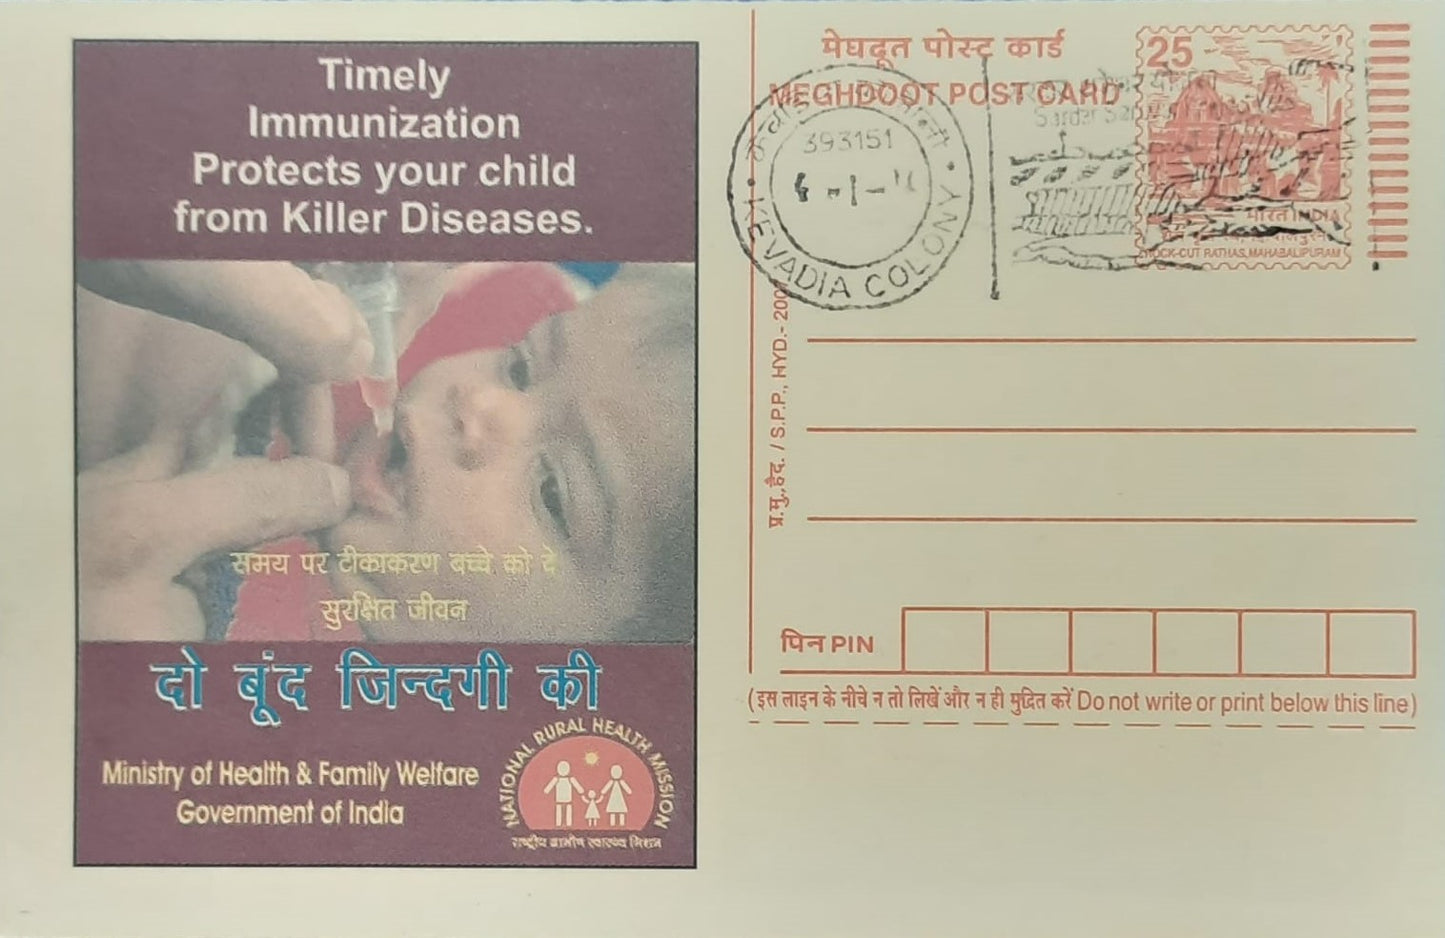 Timely
Immunization
Protects your child
from Killer Diseases.
समय पर टीकाकरण बच्चे को दे
सुरक्षित जीवन
दो बूंद जिन्दगी की
Ministry of Health & Family Welfare
Government of India
NATIONAL RURAL HEALTH MISSION
राष्ट्रीय ग्रामीण स्वास्थ्य मिशन
मेघदूत पोस्ट कार्ड
MEGHDOOT POST CARD
25
भारत INDIA
ROCK-CUT RATHAS, MAHABALIPURAM
393151
KEVADIA COLONY
Sardar
प्र.मु.,हैद. / S.P.P., HYD.- 200
पिन PIN
(इस लाइन के नीचे न तो लिखें और न ही मुद्रित करें Do not write or print below this line)